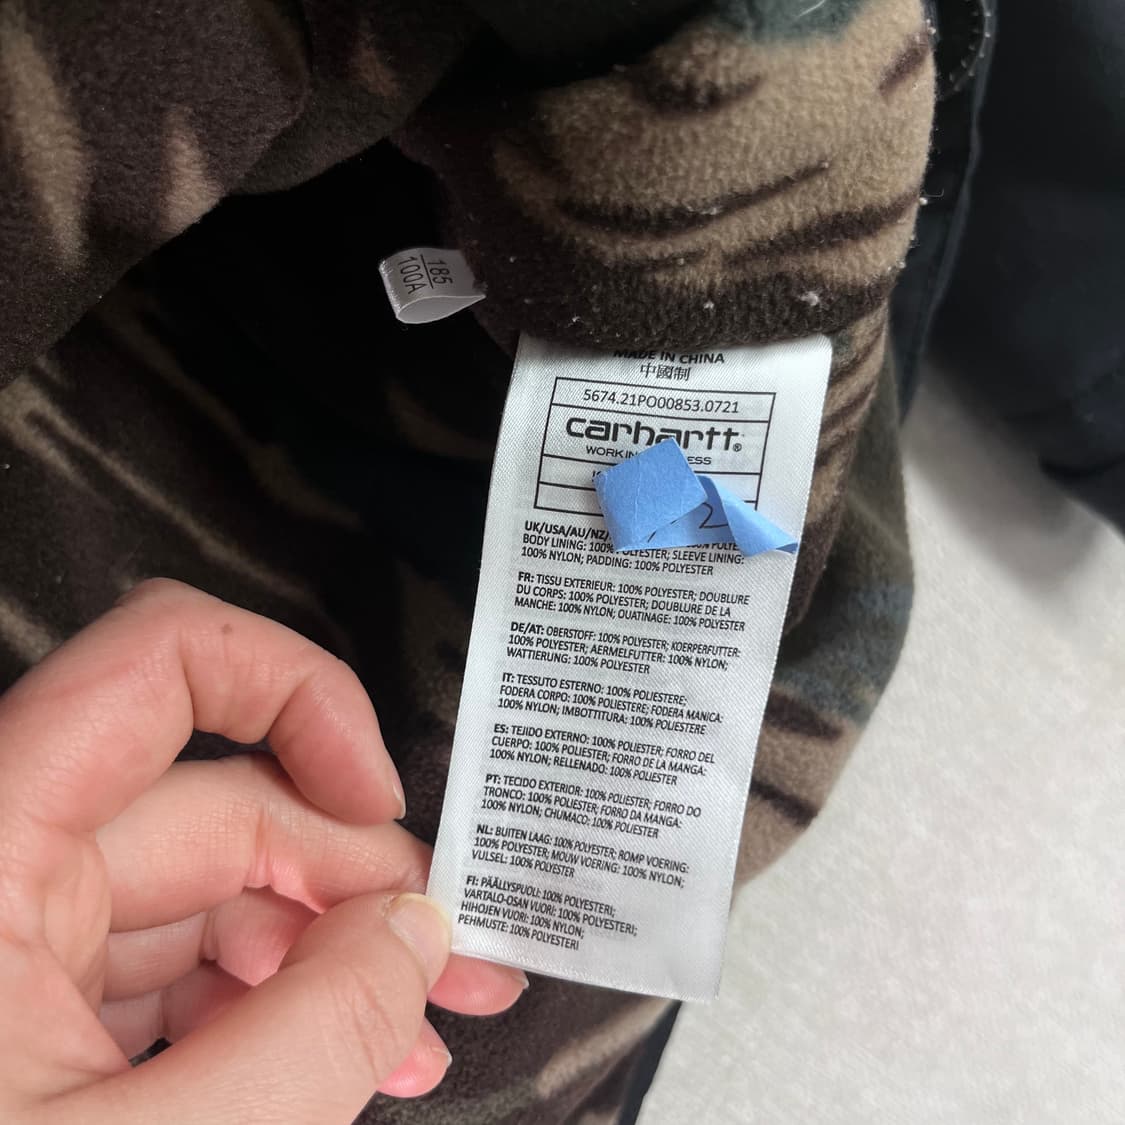 185
100A
MADE IN CHINA
中國制
5674.21PO00853.0721
carhartt®
2
UK/USA/AU/NZ/
BODY LINING: 100% POLYESTER; SLEEVE LINING:
100% NYLON; PADDING: 100% POLYESTER
FR: TISSU EXTERIEUR: 100% POLYESTER; DOUBLURE
DU CORPS: 100% POLYESTER; DOUBLURE DE LA
MANCHE: 100% NYLON; OUATINAGE: 100% POLYESTER
DE/AT: OBERSTOFF: 100% POLYESTER; KOERPERFUTTER:
100% POLYESTER; AERMELFUTTER: 100% NYLON;
WATTIERUNG: 100% POLYESTER
IT: TESSUTO ESTERNO: 100% POLIESTERE;
FODERA CORPO: 100% POLIESTERE; FODERA MANICA:
100% NYLON; IMBOTTITURA: 100% POLIESTERE
ES: TEJIDO EXTERNO: 100% POLIESTER; FORRO DEL
CUERPO: 100% POLIESTER; FORRO DE LA MANGA:
100% NYLON; RELLENADO: 100% POLIESTER
PT: TECIDO EXTERIOR: 100% POLIESTER; FORRO DO
TRONCO: 100% POLIESTER; FORRO DA MANGA:
100% NYLON; CHUMACO: 100% POLIESTER
NL: BUITEN LAAG: 100% POLYESTER; ROMP VOERING:
100% POLYESTER; MOUW VOERING: 100% NYLON;
VULSEL: 100% POLYESTER
FI: PÄÄLLYSPUOLI: 100% POLYESTERI;
VARTALO-OSAN VUORI: 100% POLYESTERI;
HIHOJEN VUORI: 100% NYLON;
PEHMUSTE: 100% POLYESTERI